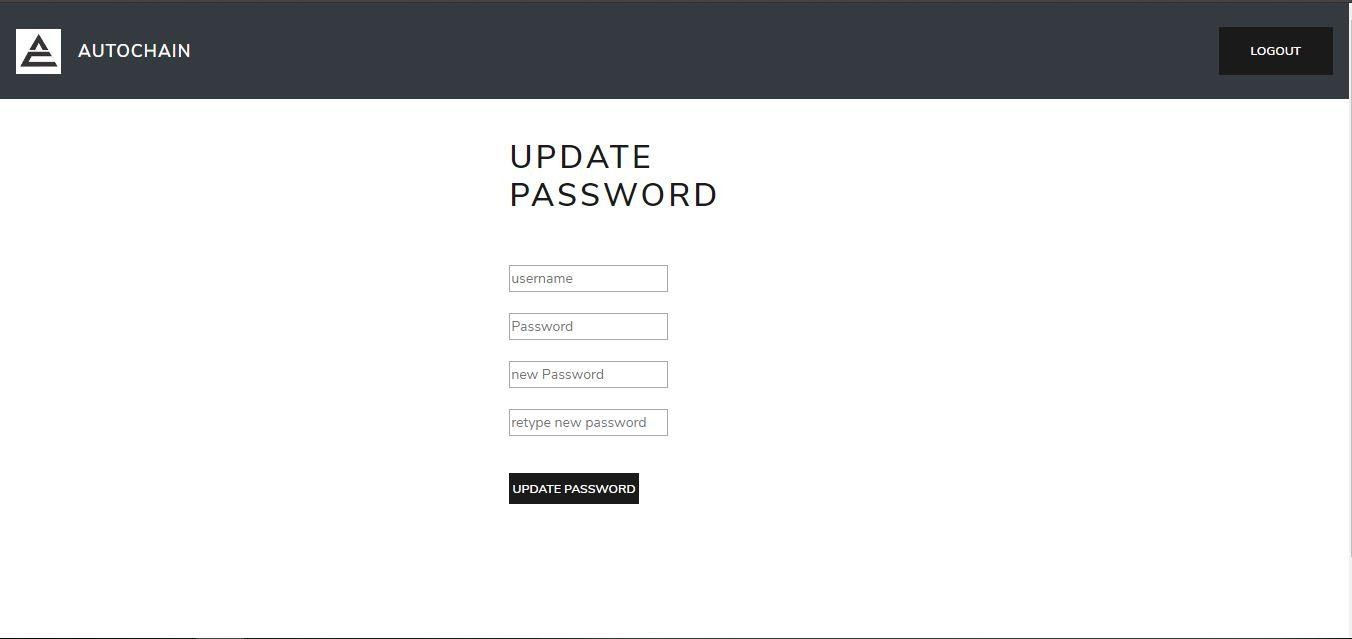 AUTOCHAIN
LOGOUT
UPDATE
PASSWORD
username
Password
new Password
retype new password
UPDATE PASSWORD